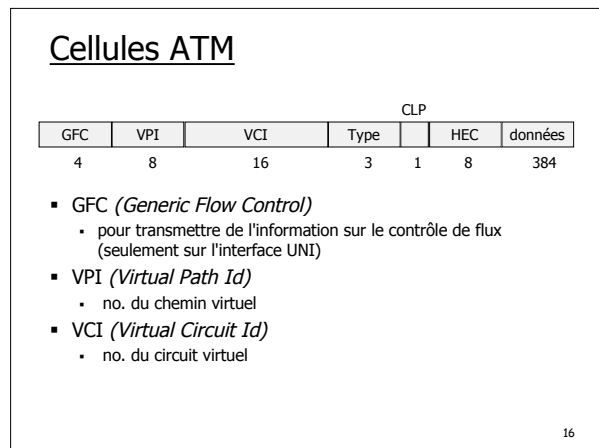 Cellules ATM
CLP
GFC VPI VCI Type HEC données
4 8 16 3 1 8 384
▪ GFC (Generic Flow Control)
▪ pour transmettre de l'information sur le contrôle de flux
(seulement sur l'interface UNI)
▪ VPI (Virtual Path Id)
▪ no. du chemin virtuel
▪ VCI (Virtual Circuit Id)
▪ no. du circuit virtuel
16